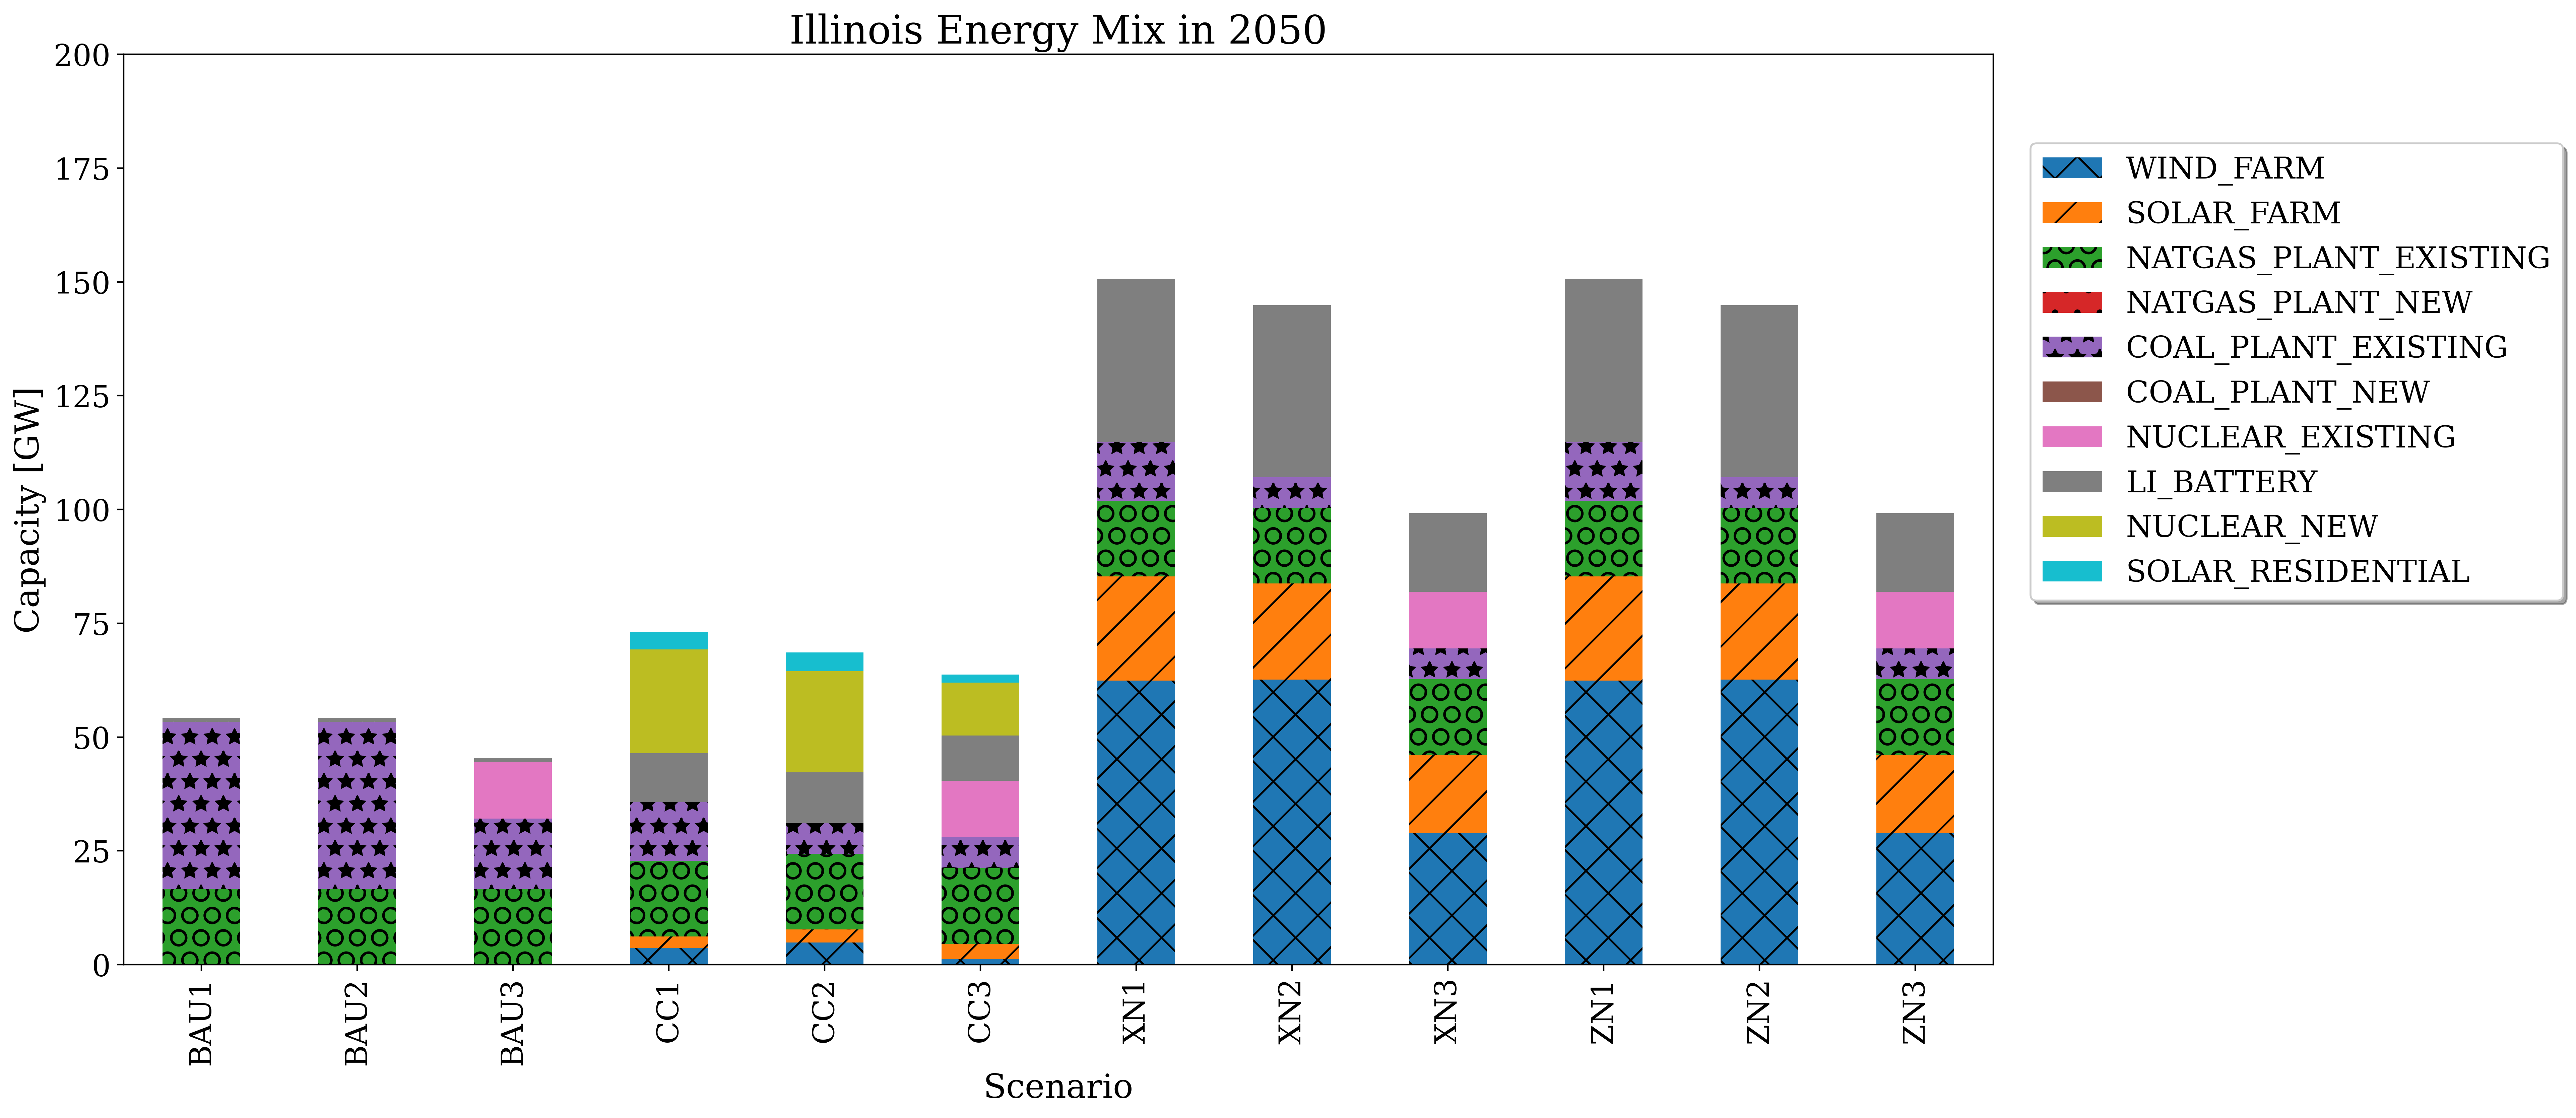 Illinois Energy Mix in 2050
200
175
150
125
100
75
50
25
0
Capacity [GW]
BAU1
BAU2
BAU3
CC1
CC2
CC3
XN1
XN2
XN3
ZN1
ZN2
ZN3
Scenario
WIND_FARM
SOLAR_FARM
NATGAS_PLANT_EXISTING
NATGAS_PLANT_NEW
COAL_PLANT_EXISTING
COAL_PLANT_NEW
NUCLEAR_EXISTING
LI_BATTERY
NUCLEAR_NEW
SOLAR_RESIDENTIAL